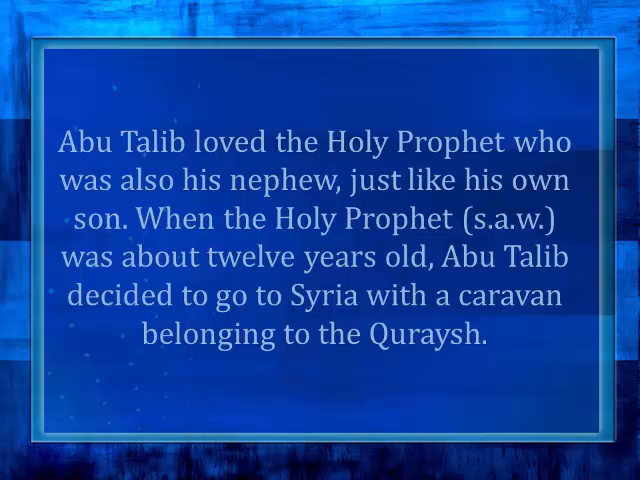 Abu Talib loved the Holy Prophet who
was also his nephew, just like his own
son. When the Holy Prophet (s.a.w.)
was about twelve years old, Abu Talib
decided to go to Syria with a caravan
belonging to the Quraysh.